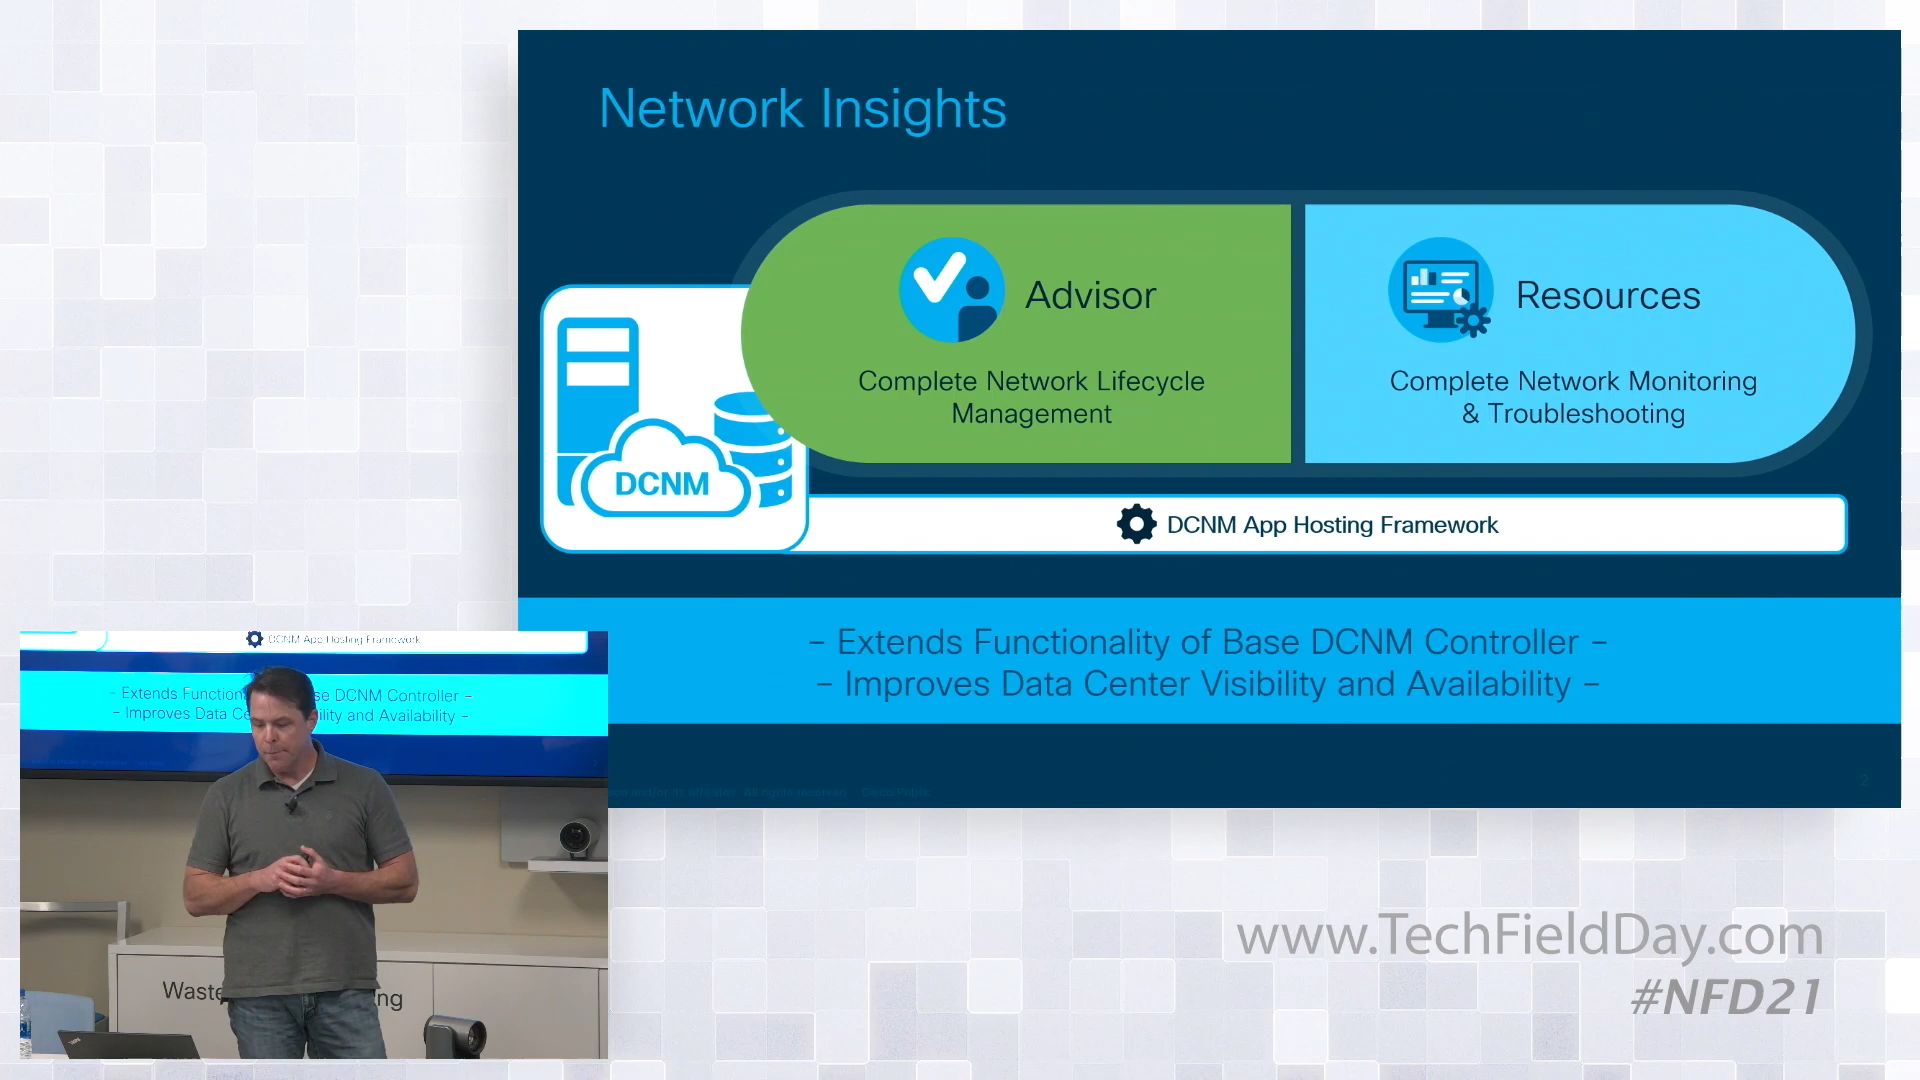 Network Insights
Advisor
Complete Network Lifecycle
Management
Resources
Complete Network Monitoring
& Troubleshooting
DCNM
DCNM App Hosting Framework
– Extends Functionality of Base DCNM Controller –
– Improves Data Center Visibility and Availability –
2
DCNM App Hosting Framework
– Extends Function se DCNM Controller –
– Improves Data Ce ility and Availability –
Waste ng
www.TechFieldDay.com
#NFD21